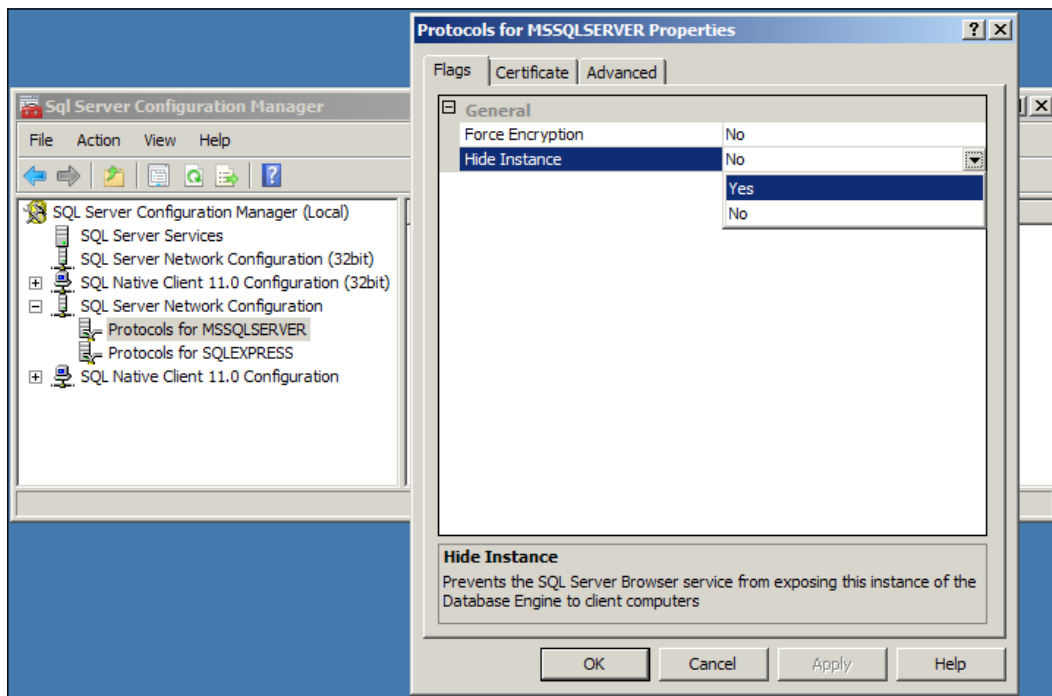 Sql Server Configuration Manager
File Action View Help
SQL Server Configuration Manager (Local)
SQL Server Services
SQL Server Network Configuration (32bit)
SQL Native Client 11.0 Configuration (32bit)
SQL Server Network Configuration
Protocols for MSSQLSERVER
Protocols for SQLEXPRESS
SQL Native Client 11.0 Configuration
Protocols for MSSQLSERVER Properties
Flags Certificate Advanced
General
Force Encryption No
Hide Instance No
Yes
No
Hide Instance
Prevents the SQL Server Browser service from exposing this instance of the
Database Engine to client computers
OK Cancel Apply Help